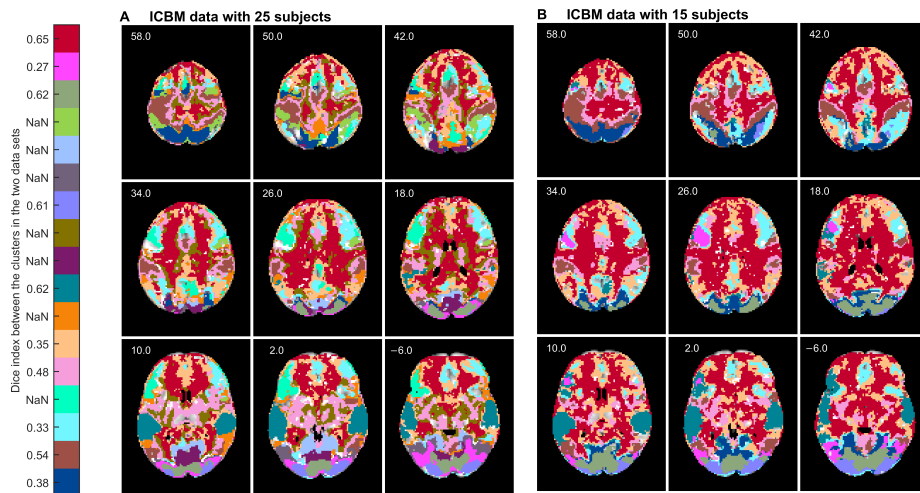 A ICBM data with 25 subjects
B ICBM data with 15 subjects
Dice index between the clusters in the two data sets
0.65
0.27
0.62
NaN
NaN
NaN
0.61
NaN
NaN
0.62
NaN
0.35
0.48
NaN
0.33
0.54
0.38
58.0
50.0
42.0
34.0
26.0
18.0
10.0
2.0
−6.0
58.0
50.0
42.0
34.0
26.0
18.0
10.0
2.0
−6.0